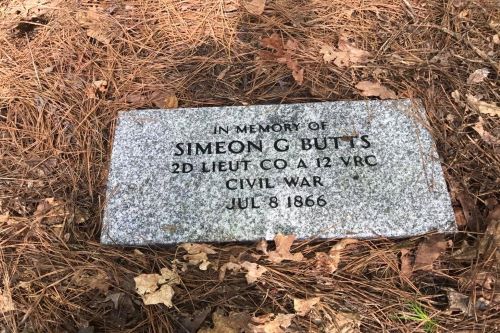 IN MEMORY OF
SIMEON G BUTTS
2D LIEUT CO A 12 VRC
CIVIL WAR
JUL 8 1866